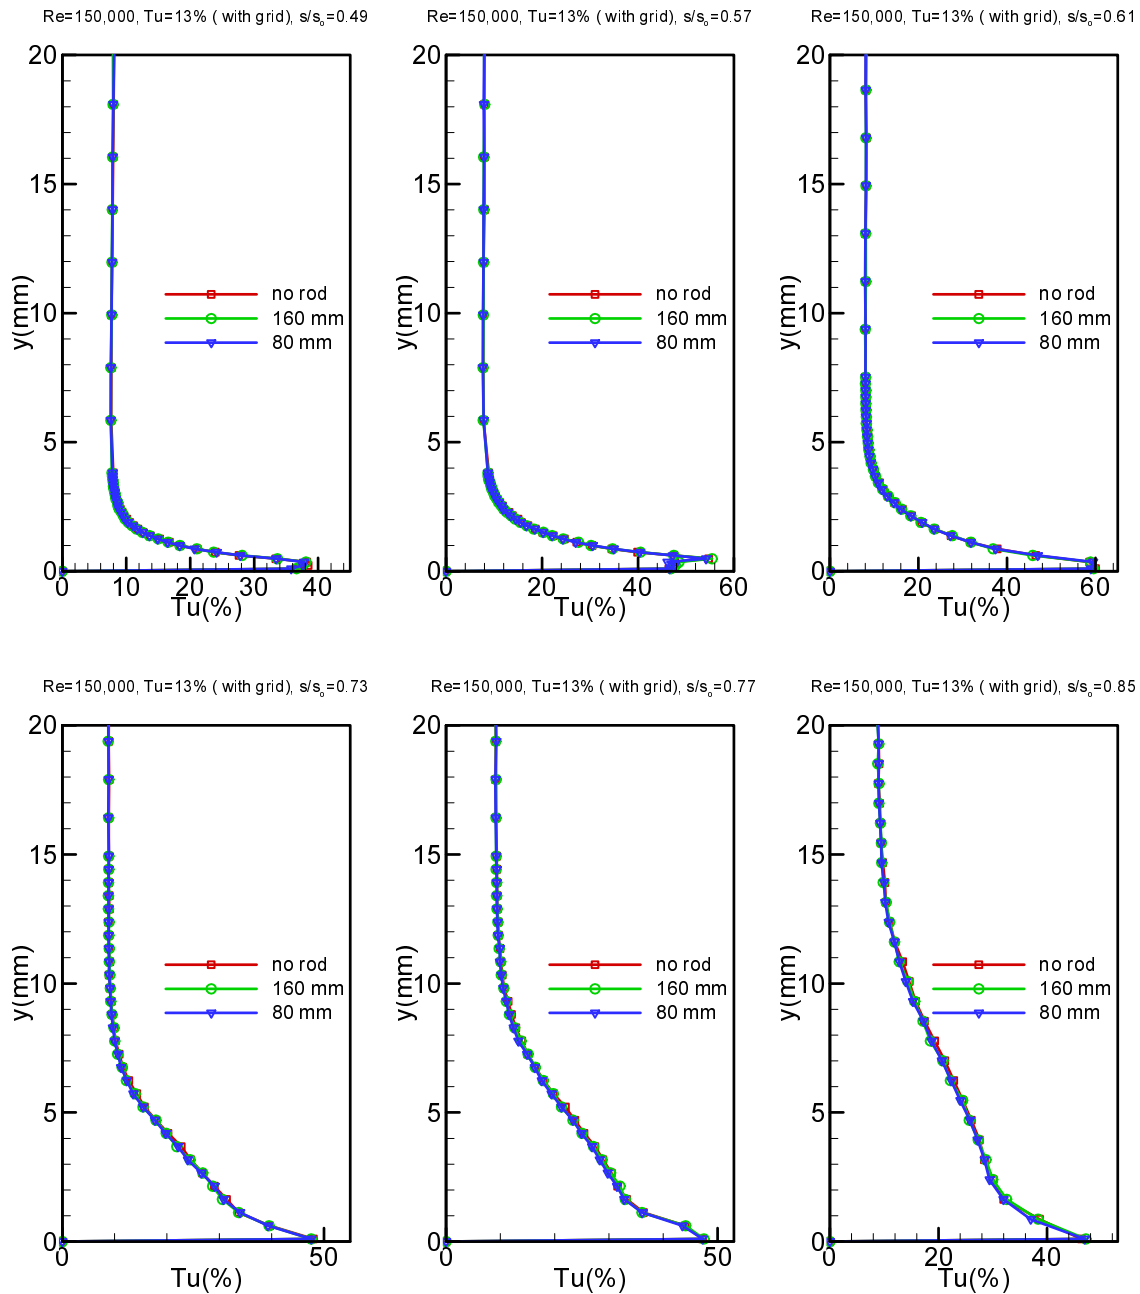 Re=150,000, Tu=13% ( with grid), s/s₀=0.49
20
15
10
5
0
y(mm)
no rod
160 mm
80 mm
0 10 20 30 40
Tu(%)
Re=150,000, Tu=13% ( with grid), s/s₀=0.57
20
15
10
5
0
y(mm)
no rod
160 mm
80 mm
0 20 40 60
Tu(%)
Re=150,000, Tu=13% ( with grid), s/s₀=0.61
20
15
10
5
0
y(mm)
no rod
160 mm
80 mm
0 20 40 60
Tu(%)
Re=150,000, Tu=13% ( with grid), s/s₀=0.73
20
15
10
5
0
y(mm)
no rod
160 mm
80 mm
0 50
Tu(%)
Re=150,000, Tu=13% ( with grid), s/s₀=0.77
20
15
10
5
0
y(mm)
no rod
160 mm
80 mm
0 50
Tu(%)
Re=150,000, Tu=13% ( with grid), s/s₀=0.85
20
15
10
5
0
y(mm)
no rod
160 mm
80 mm
0 20 40
Tu(%)